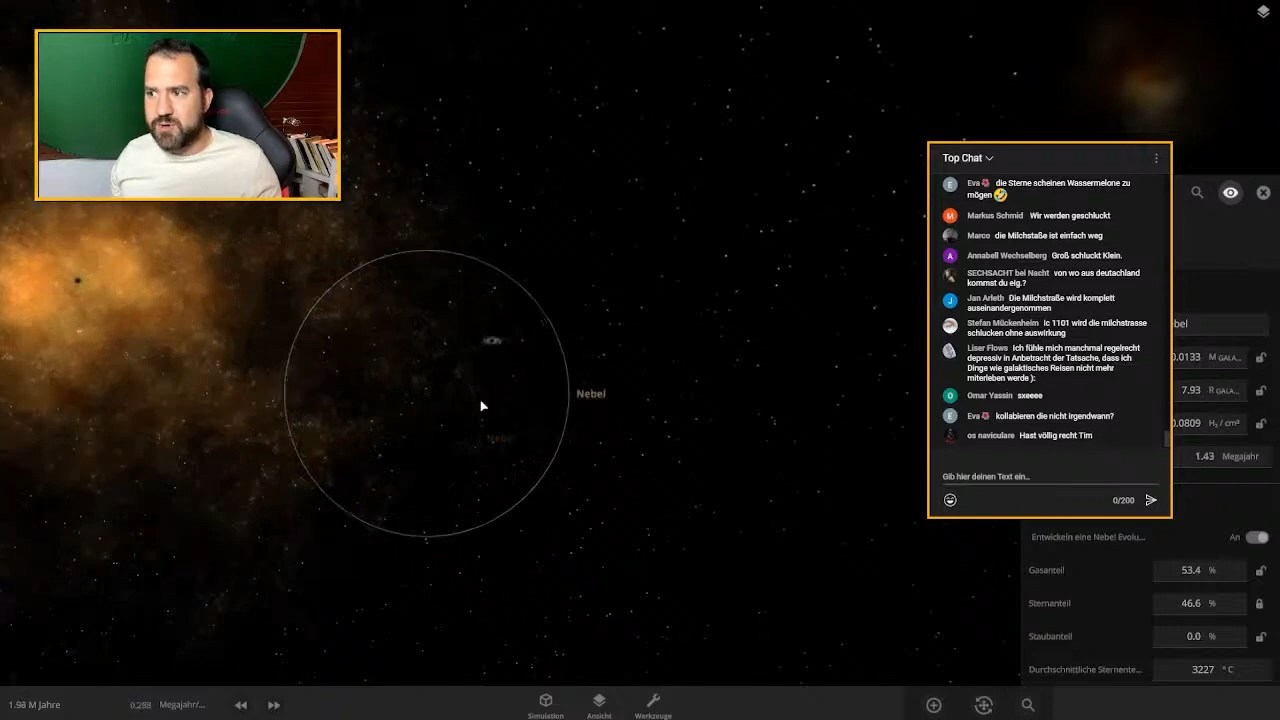 Top Chat
Eva die Sterne scheinen Wassermelone zu
mögen 🤣
Markus Schmid Wir werden geschluckt
Marco die Milchstaße ist einfach weg
Annabell Wechselberg Groß schluckt Klein.
SECHSACHT bei Nacht von wo aus deutachland
kommst du eig.?
Jan Arleth Die Milchstraße wird komplett
auseinandergenommen
Stefan Mückenheim Ic 1101 wird die milchstrasse
schlucken ohne auswirkung
Liser Flows Ich fühle mich manchmal regelrecht
depressiv in Anbetracht der Tatsache, dass ich
Dinge wie galaktisches Reisen nicht mehr
miterleben werde ):
Omar Yassin sxeeee
Eva kollabieren die nicht irgendwann?
os naviculare Hast völlig recht Tim
Gib hier deinen Text ein...
0/200
Nebel
bel
0.0133 M GALA...
7.93 R GALA...
0.0809 H₂ / cm³
1.43 Megajahr
Entwickeln eine Nebel Evolu... An
Gasanteil 53.4 %
Sternanteil 46.6 %
Staubanteil 0.0 %
Durchschnittliche Sternente... 3227 °C
1.98 M Jahre 0.288 Megajahr/...
Simulation Ansicht Werkzeuge